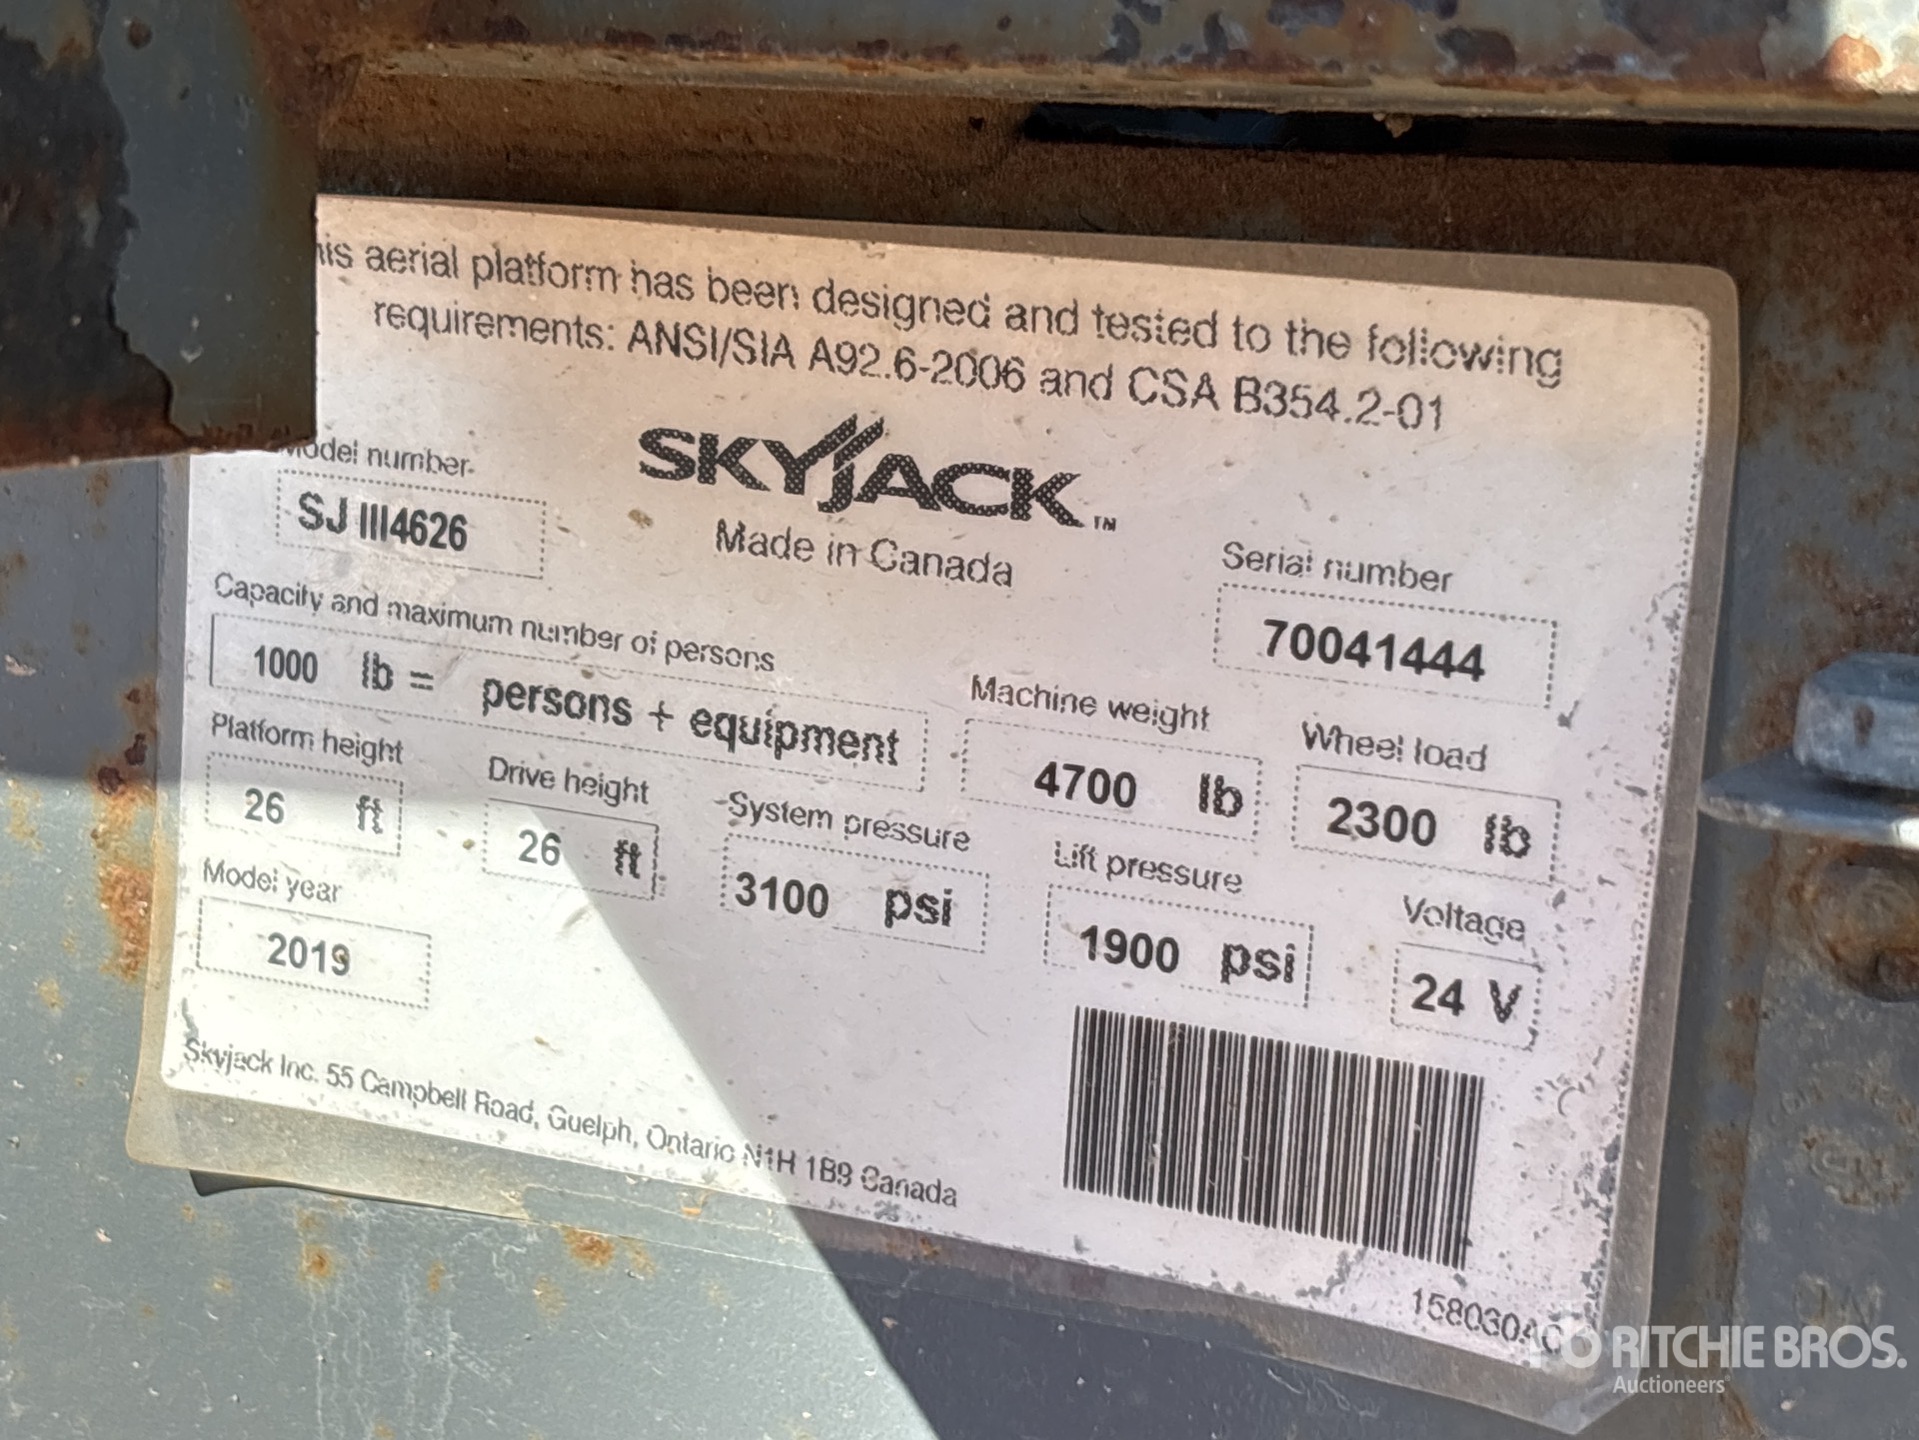 his aerial platform has been designed and tested to the following
requirements: ANSI/SIA A92.6-2006 and CSA B354.2-01
SKYJACK™
Made in Canada
Model number
SJ III4626
Serial number
70041444
Capacity and maximum number of persons
1000 lb = persons + equipment
Machine weight
4700 lb
Wheel load
2300 lb
Platform height
26 ft
Drive height
26 ft
System pressure
3100 psi
Lift pressure
1900 psi
Voltage
24 V
Model year
2019
Skyjack Inc. 55 Campbell Road, Guelph, Ontario N1H 1B9 Canada
158030AC
RITCHIE BROS.
Auctioneers